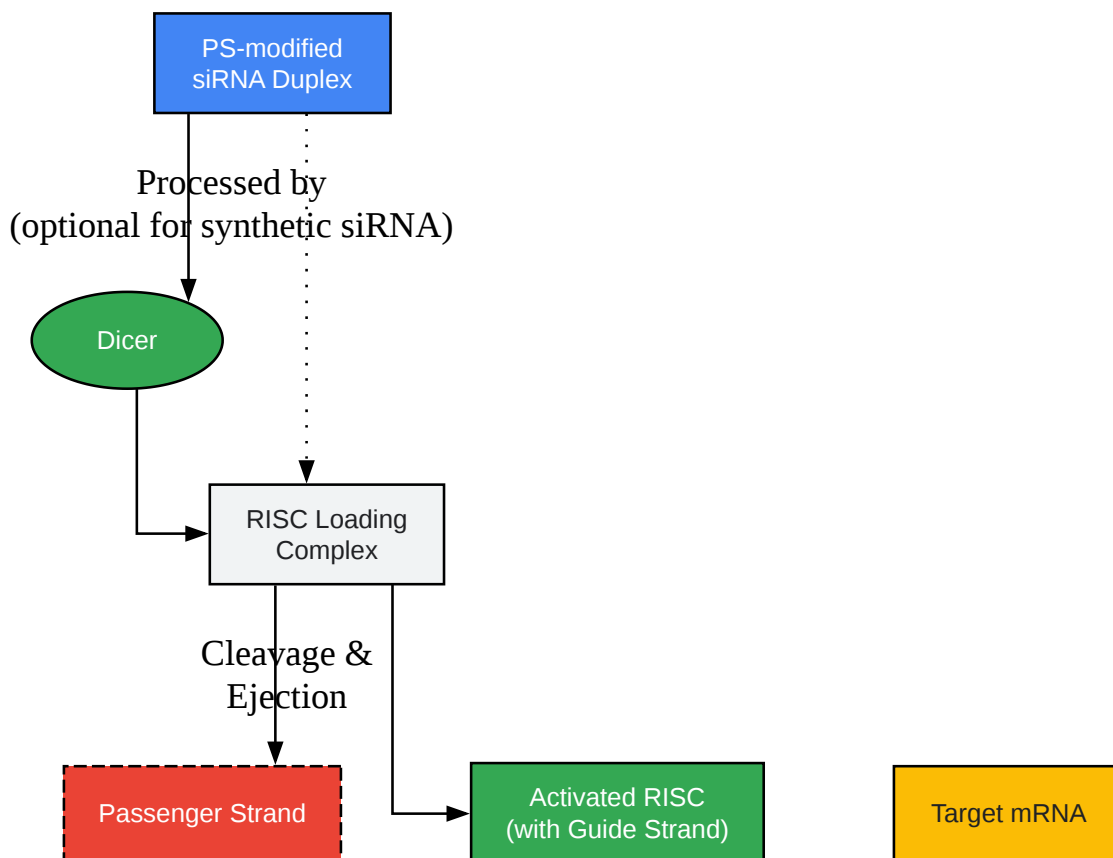 PS-modified
siRNA Duplex
Processed by
(optional for synthetic siRNA)
Dicer
RISC Loading
Complex
Cleavage &
Ejection
Passenger Strand
Activated RISC
(with Guide Strand)
Target mRNA